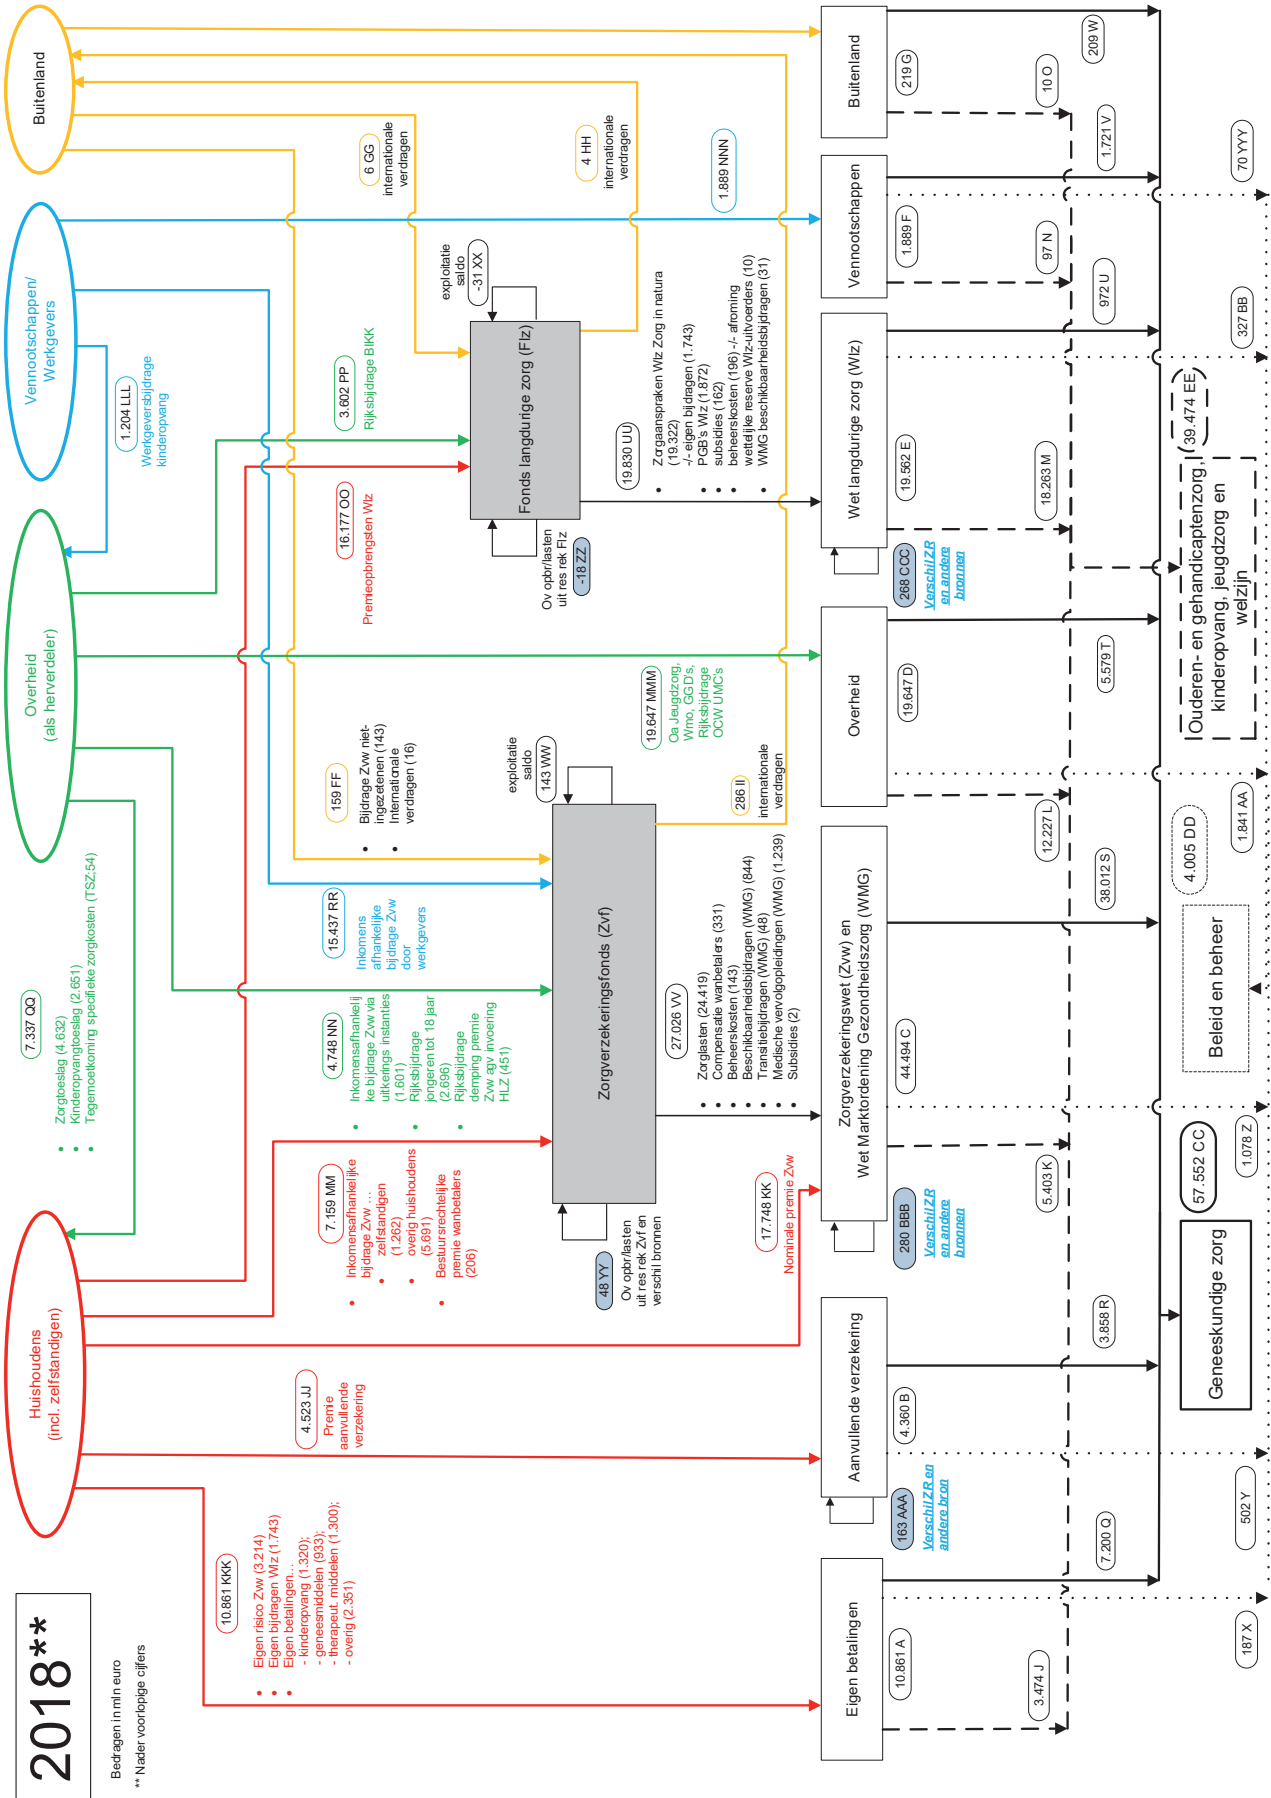 2018**
Bedragen in mln euro
** Nader voorlopige cijfers
Huishoudens
(incl. zelfstandigen)
Overheid
(als herverdeler)
Vennootschappen/
Werkgevers
Buitenland
7.337 QQ
Zorgtoeslag (4.632)
Kinderopvangtoeslag (2.651)
Tegemoetkoming specifieke zorgkosten (TSZ;54)
1.204 LLL
Werkgeversbijdrage
kinderopvang
10.861 KKK
Eigen risico Zvw (3.214)
Eigen bijdragen Wlz (1.743)
Eigen betalingen...
- kinderopvang (1.320);
- geneesmiddelen (933);
- therapeut. middelen (1.300);
- overig (2.351)
4.523 JJ
Premie
aanvullende
verzekering
7.159 MM
Inkomensafhankelijke
bijdrage Zvw ...
zelfstandigen
(1.262)
overig huishoudens
(5.691)
Bestuursrechtelijke
premie wanbetalers
(206)
4.748 NN
Inkomensafhankelij
ke bijdrage Zvw via
uitkerings instanties
(1.601)
Rijksbijdrage
jongeren tot 18 jaar
(2.696)
Rijksbijdrage
demping premie
Zvw agv invoering
HLZ (451)
15.437 RR
Inkomens
afhankelijke
bijdrage Zvw
door
werkgevers
159 FF
Bijdrage Zvw niet-
ingezetenen (143)
Internationale
verdragen (16)
16.177 OO
Premieopbrengsten Wlz
3.602 PP
Rijksbijdrage BIKK
6 GG
internationale
verdragen
exploitatie
saldo
-31 XX
Fonds langdurige zorg (Flz)
Ov opbr/lasten
uit res rek Flz
-18 ZZ
4 HH
internationale
verdragen
1.889 NNN
19.830 UU
Zorgaanspraken Wlz Zorg in natura
(19.322)
-/- eigen bijdragen (1.743)
PGB's Wlz (1.872)
subsidies (162)
beheerskosten (196) -/- afroming
wettelijke reserve Wlz-uitvoerders (10)
WMG beschikbaarheidsbijdragen (31)
exploitatie
saldo
143 WW
Zorgverzekeringsfonds (Zvf)
48 YY
Ov opbr/lasten
uit res rek Zvf en
verschil bronnen
19.647 MMM
Oa Jeugdzorg,
Wmo, GGD's,
Rijksbijdrage
OCW UMC's
286 II
internationale
verdragen
27.026 VV
Zorglasten (24.419)
Compensatie wanbetalers (331)
Beheerskosten (143)
Beschikbaarheidsbijdragen (WMG) (844)
Transitiebijdragen (WMG) (48)
Medische vervolgopleidingen (WMG) (1.239)
Subsidies (2)
17.748 KK
Nominale premie Zvw
Eigen betalingen
Aanvullende verzekering
Zorgverzekeringswet (Zvw) en
Wet Marktordening Gezondheidszorg (WMG)
Overheid
Wet langdurige zorg (Wlz)
Vennootschappen
Buitenland
10.861 A
163 AAA
Verschil ZR en
andere bron
4.360 B
280 BBB
Verschil ZR
en andere
bronnen
44.494 C
19.647 D
268 CCC
Verschil ZR
en andere
bronnen
19.562 E
1.889 F
219 G
3.474 J
5.403 K
12.227 L
18.263 M
97 N
10 O
7.200 Q
3.858 R
38.012 S
5.579 T
972 U
1.721 V
209 W
Geneeskundige zorg
57.552 CC
Beleid en beheer
4.005 DD
Ouderen- en gehandicaptenzorg,
kinderopvang, jeugdzorg en
welzijn
39.474 EE
187 X
502 Y
1.078 Z
1.841 AA
327 BB
70 YYY